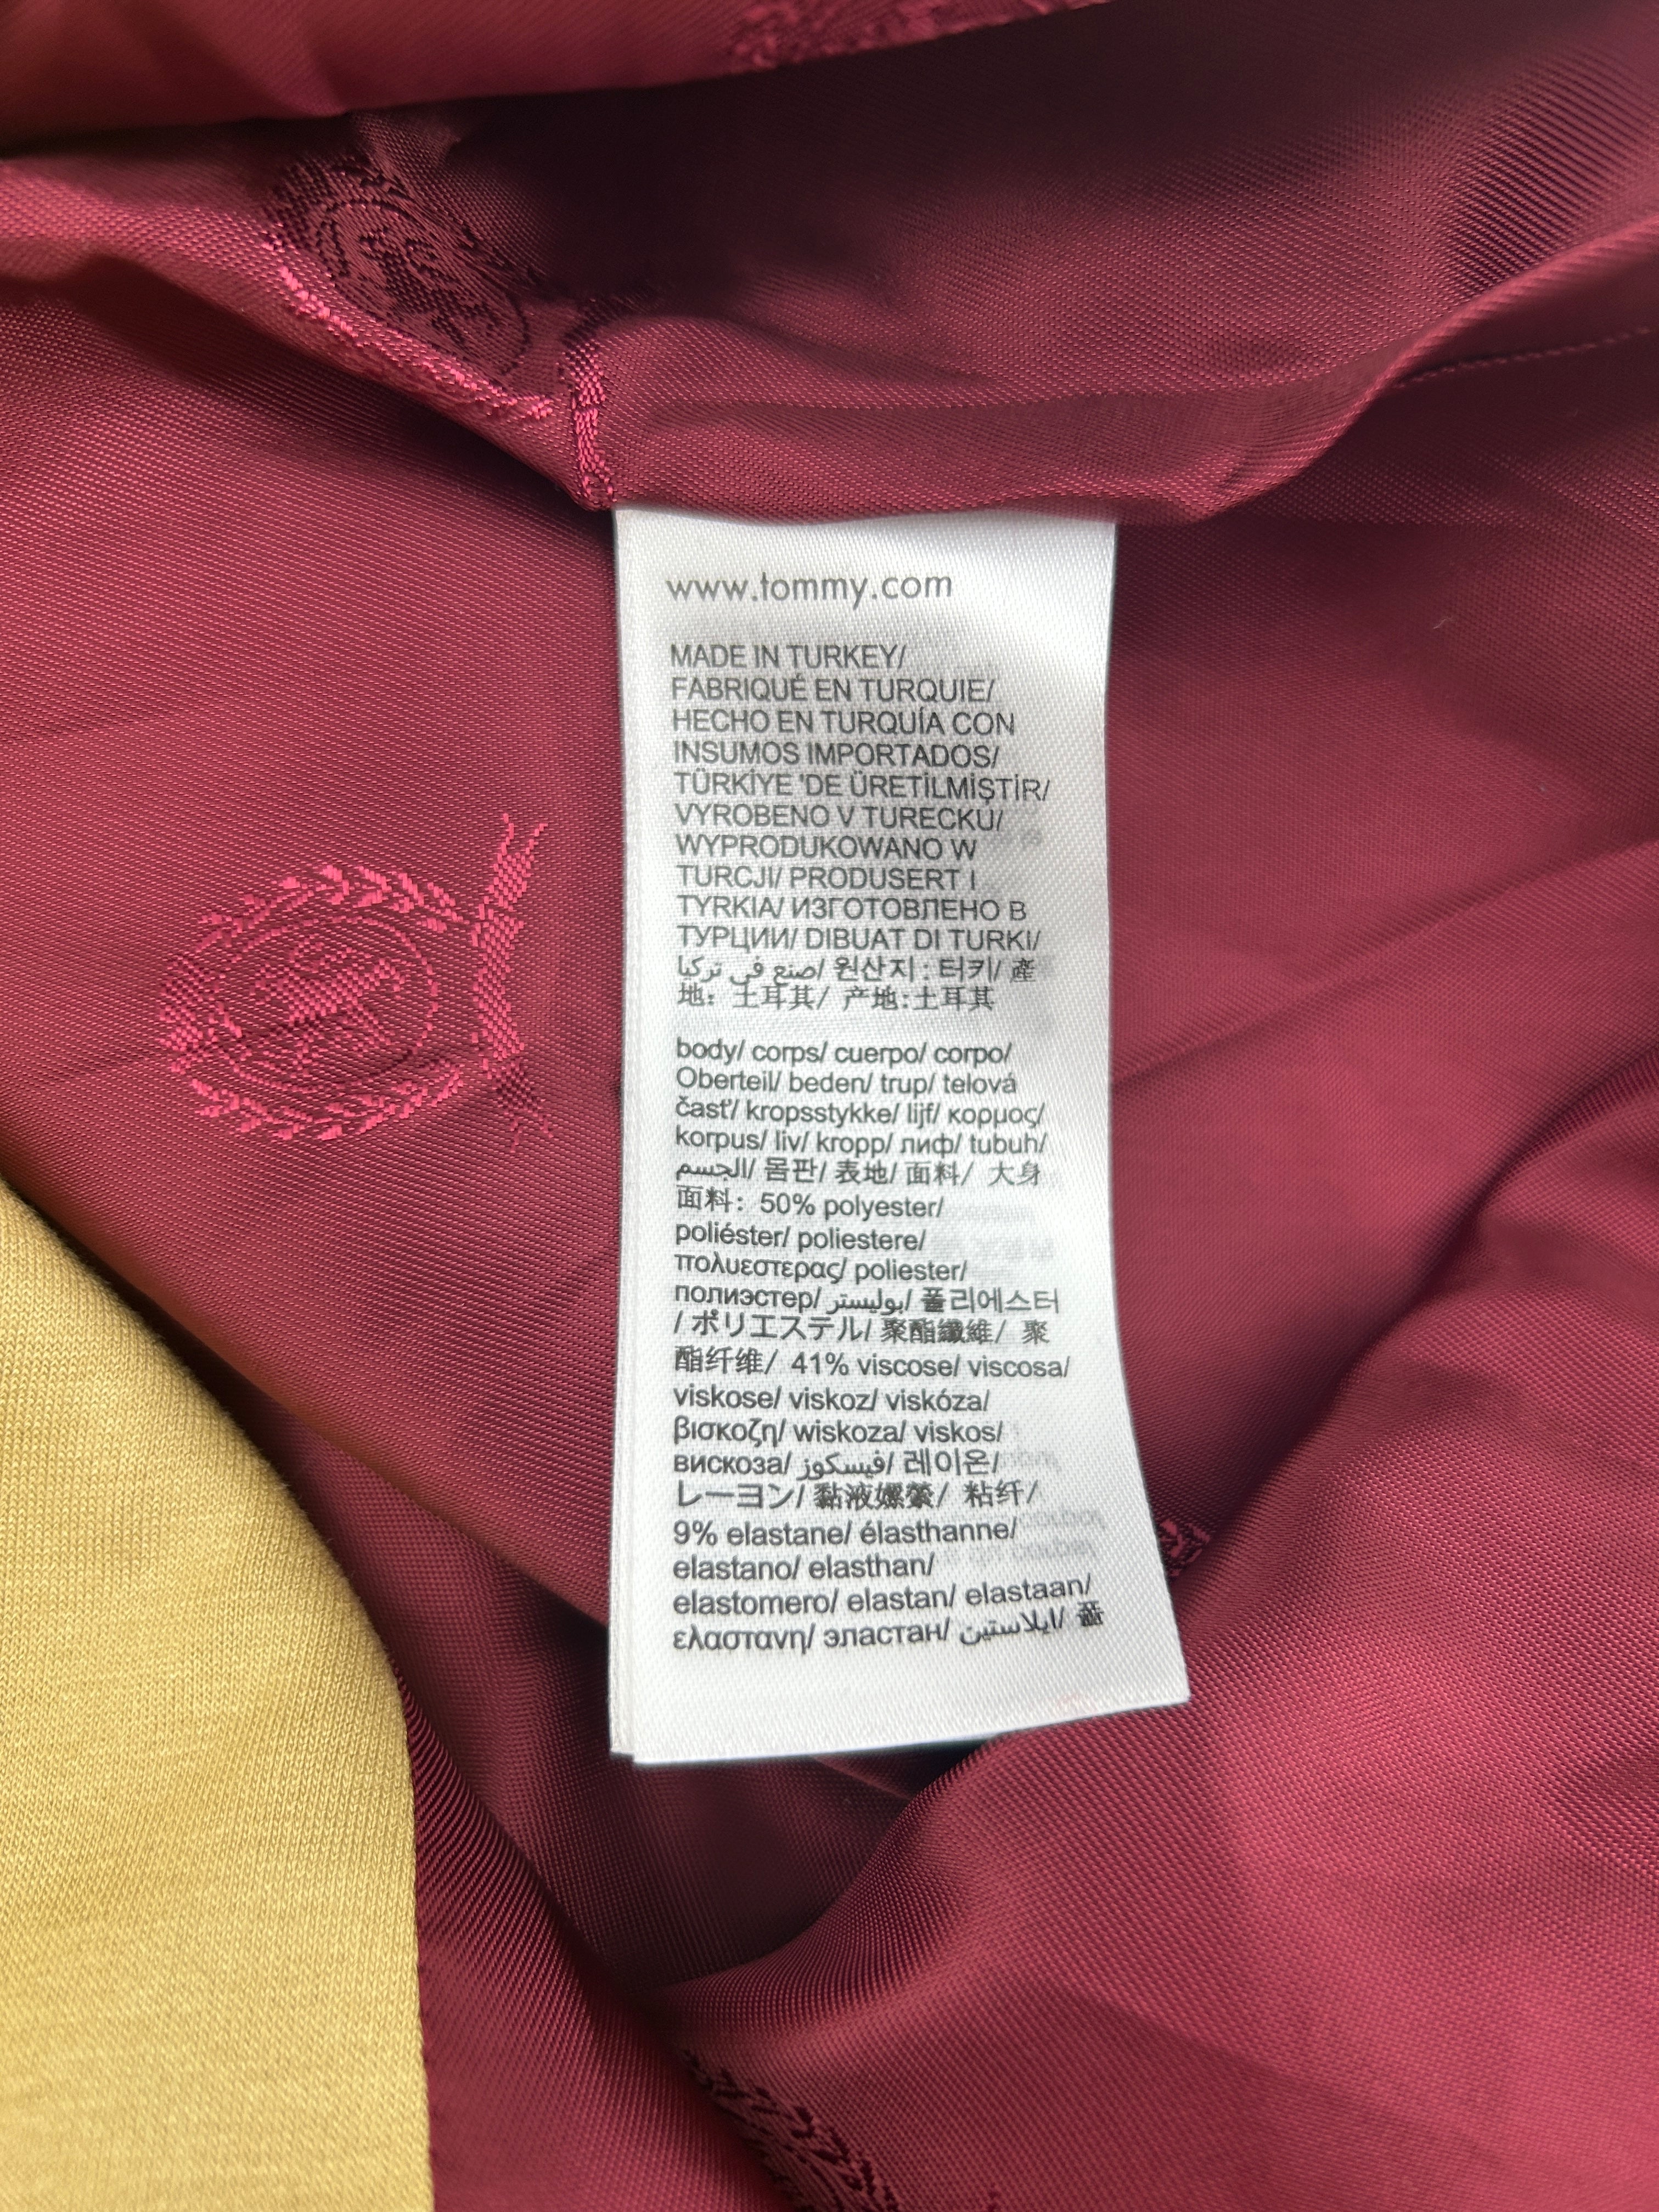 www.tommy.com
MADE IN TURKEY/
FABRIQUÉ EN TURQUIE/
HECHO EN TURQUÍA CON
INSUMOS IMPORTADOS/
TÜRKİYE 'DE ÜRETİLMİŞTİR/
VYROBENO V TURECKU/
WYPRODUKOWANO W
TURCJI/ PRODUSERT I
TYRKIA/ ИЗГОТОВЛЕНО В
ТУРЦИИ/ DIBUAT DI TURKI/
صنع في تركيا/ 원산지 : 터키/ 產
地: 土耳其/ 产地:土耳其
body/ corps/ cuerpo/ corpo/
Oberteil/ beden/ trup/ telová
časť/ kropsstykke/ lijf/ κορμος/
korpus/ liv/ kropp/ лиф/ tubuh/
الجسم/ 몸판/ 表地/ 面料/ 大身
面料: 50% polyester/
poliéster/ poliestere/
πολυεστερας/ poliester/
полиэстер/ بوليستر/ 폴리에스터
/ ポリエステル/ 聚酯纖維/ 聚
酯纤维/ 41% viscose/ viscosa/
viskose/ viskoz/ viskóza/
βισκοζη/ wiskoza/ viskos/
вискоза/ فيسكوز/ 레이온/
レーヨン/ 黏液嫘縈/ 粘纤/
9% elastane/ élasthanne/
elastano/ elasthan/
elastomero/ elastan/ elastaan/
ελαστανη/ эластан/ ايلاستين/ 폴